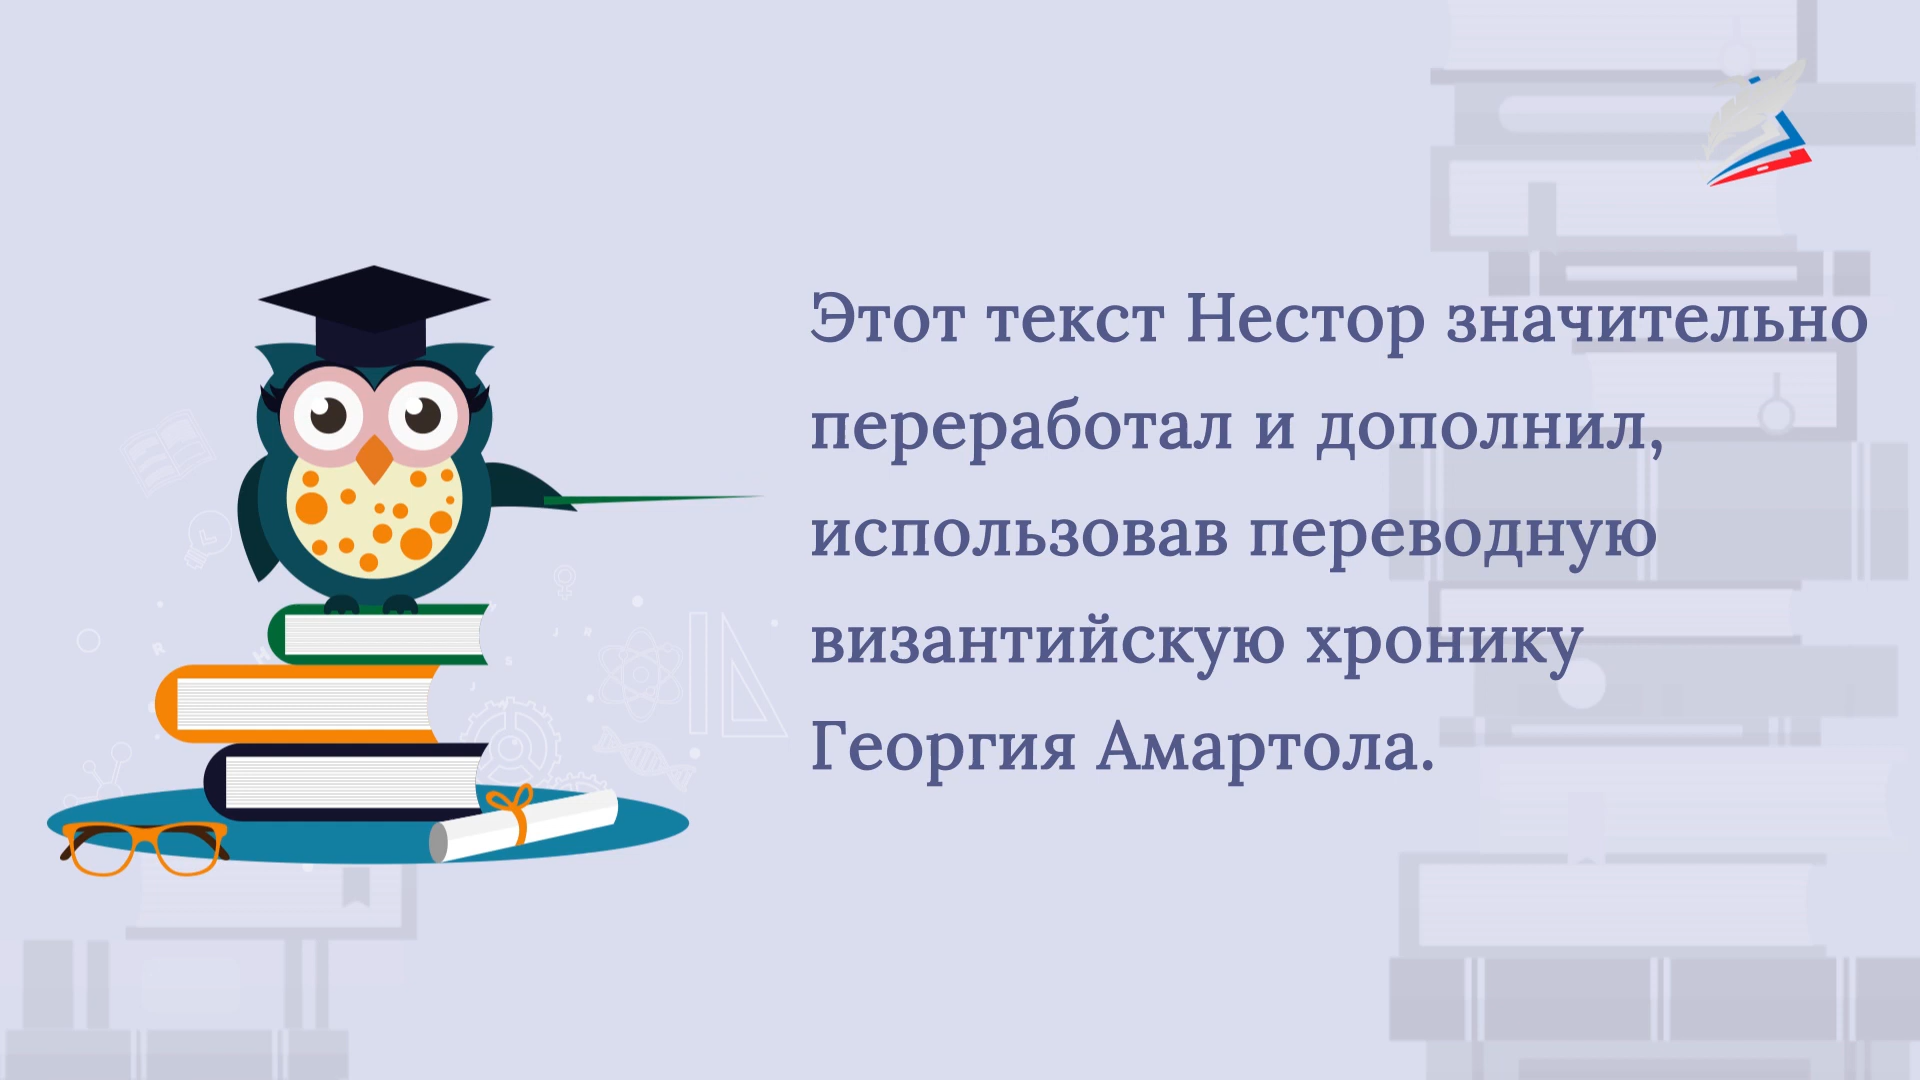 Этот текст Нестор значительно
переработал и дополнил,
использовав переводную
византийскую хронику
Георгия Амартола.